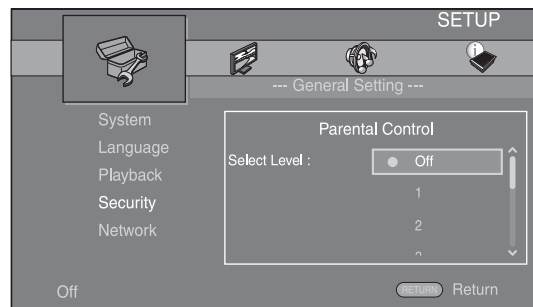 SETUP
--- General Setting ---
System
Language
Playback
Security
Network
Parental Control
Select Level :
Off
1
2
Off
RETURN Return